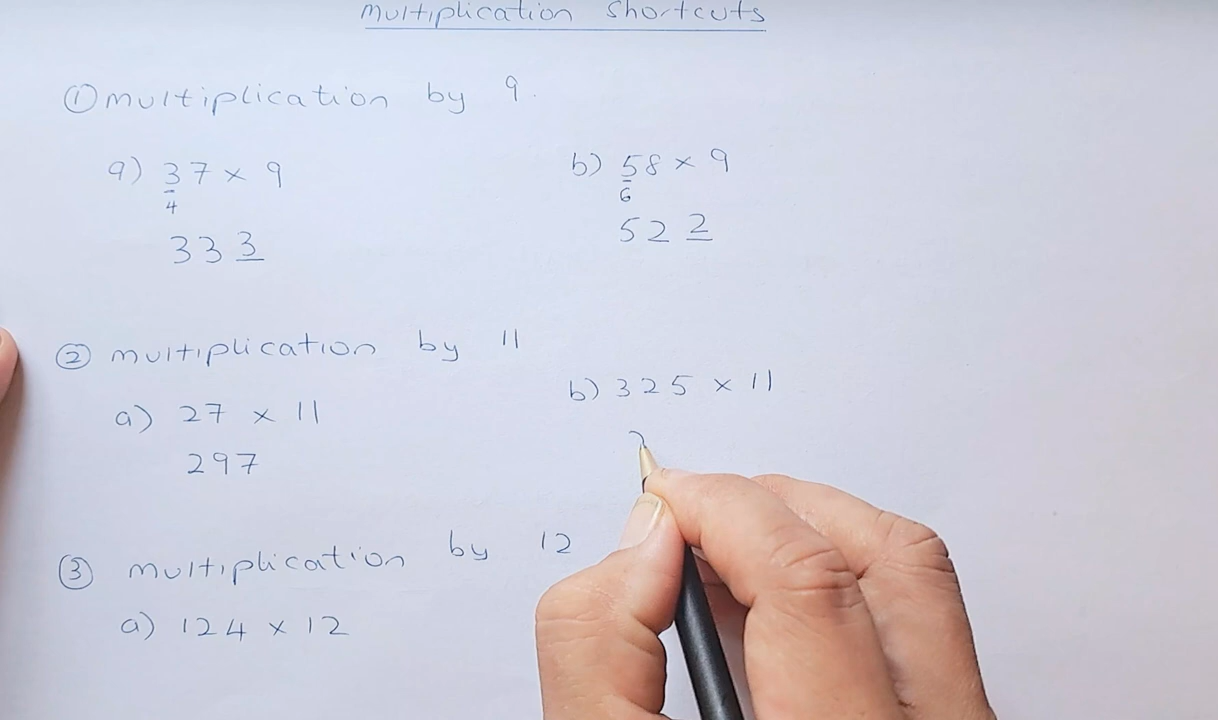 multiplication shortcuts
① multiplication by 9.
a) 37 × 9
4
333
b) 58 × 9
6
522
② multiplication by 11
a) 27 × 11
297
b) 325 × 11
③ multiplication by 12
a) 124 × 12